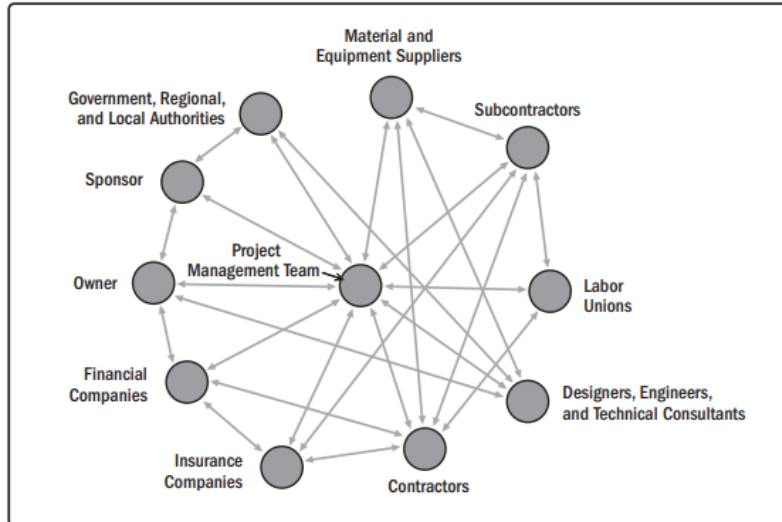 Material and
Equipment Suppliers
Government, Regional,
and Local Authorities
Subcontractors
Sponsor
Project
Management Team
Owner
Labor
Unions
Financial
Companies
Designers, Engineers,
and Technical Consultants
Insurance
Companies
Contractors